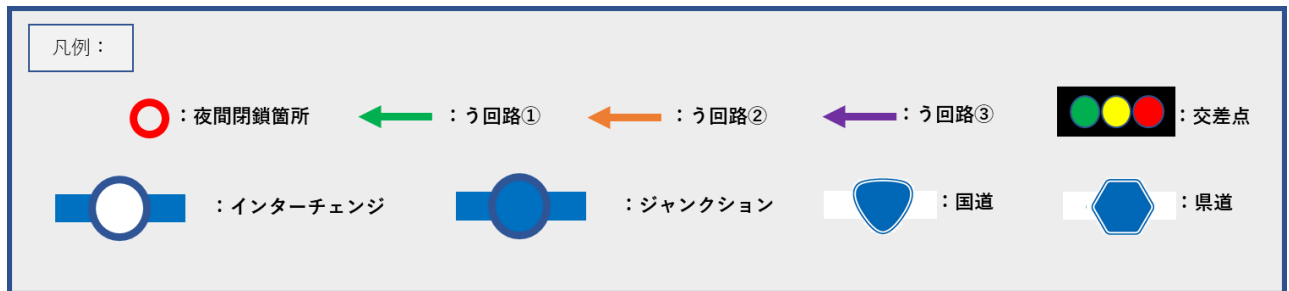 凡例：
：夜間閉鎖箇所
：う回路①
：う回路②
：う回路③
：交差点
：インターチェンジ
：ジャンクション
：国道
：県道